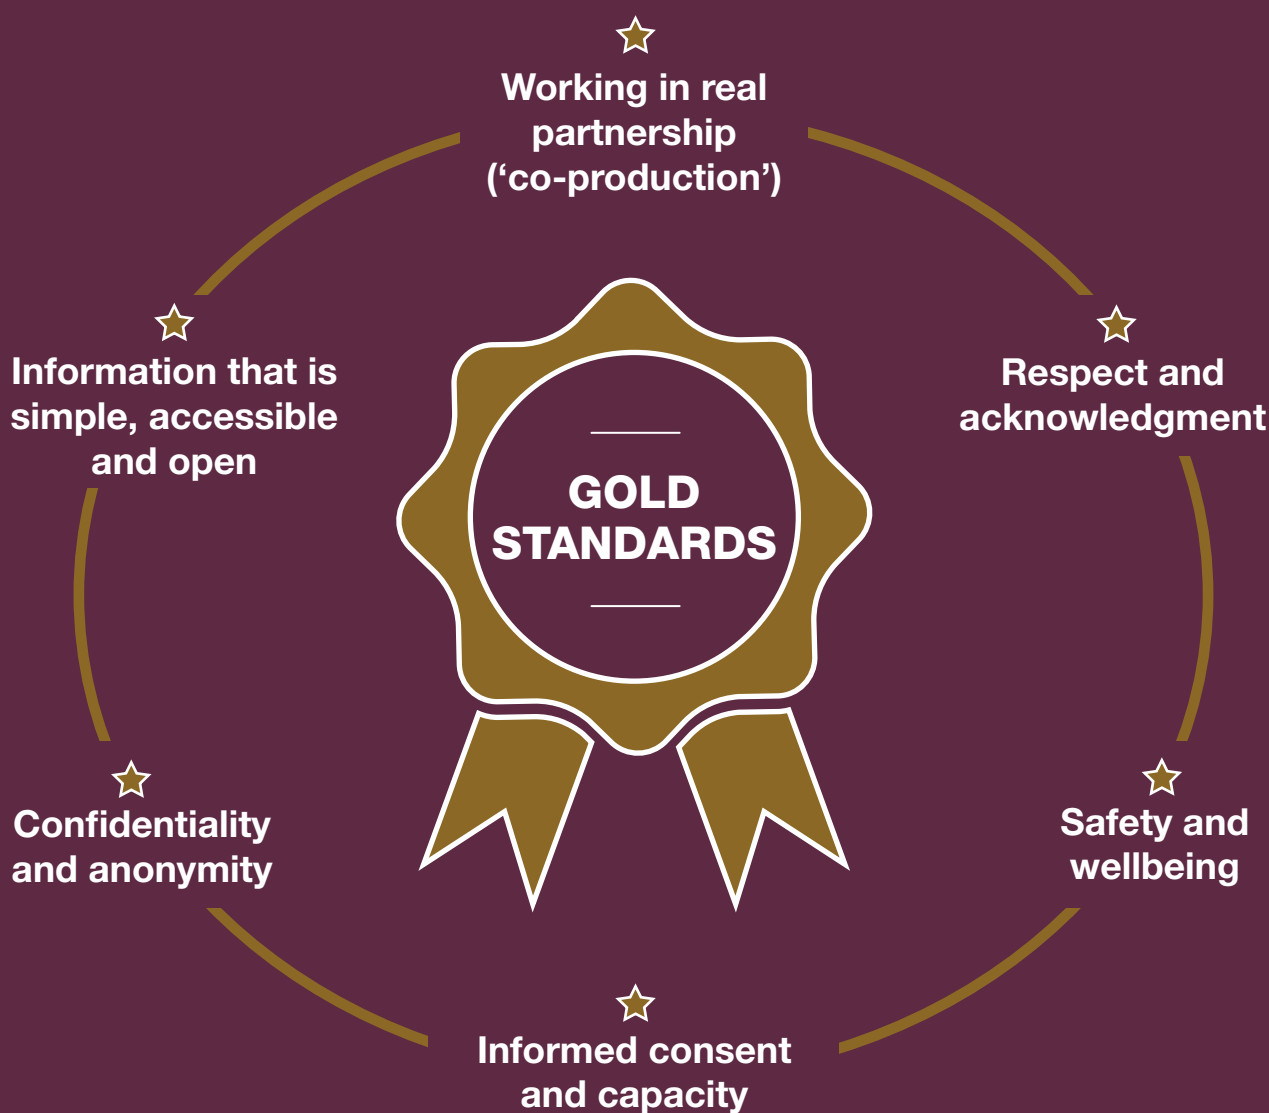 Working in real
partnership
(‘co-production’)
Information that is
simple, accessible
and open
Respect and
acknowledgment
GOLD
STANDARDS
Confidentiality
and anonymity
Safety and
wellbeing
Informed consent
and capacity